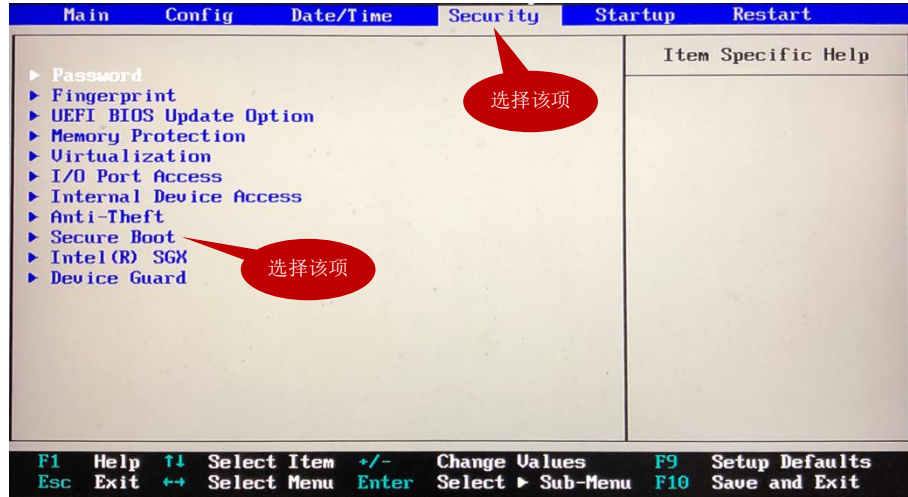 Main Config Date/Time Security Startup Restart
Item Specific Help
Password
Fingerprint
选择该项
UEFI BIOS Update Option
Memory Protection
Virtualization
I/O Port Access
Internal Device Access
Anti-Theft
Secure Boot
Intel(R) SGX
选择该项
Device Guard
F1 Help ↑↓ Select Item +/- Change Values F9 Setup Defaults
Esc Exit ↔ Select Menu Enter Select ▶ Sub-Menu F10 Save and Exit